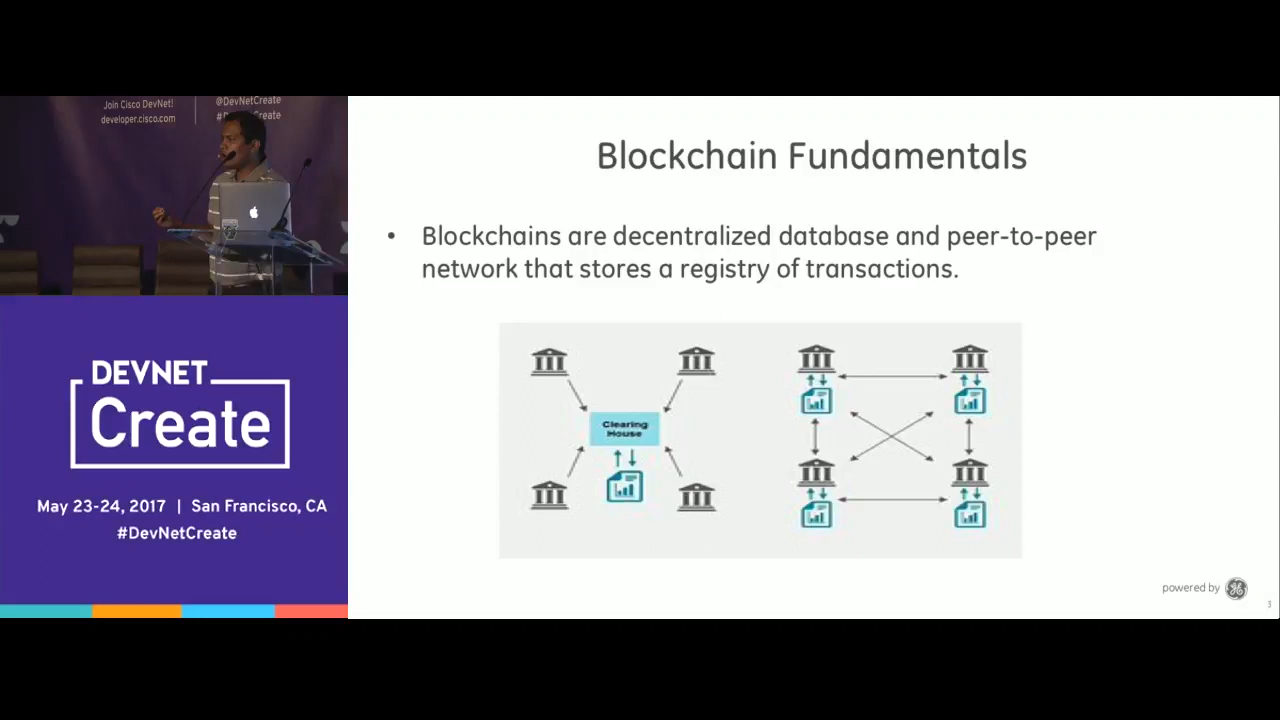 Join Cisco DevNet!
developer.cisco.com
@DevNetCreate
DEVNET
Create
May 23-24, 2017 | San Francisco, CA
#DevNetCreate
Blockchain Fundamentals
• Blockchains are decentralized database and peer-to-peer
network that stores a registry of transactions.
Clearing
House
powered by
3